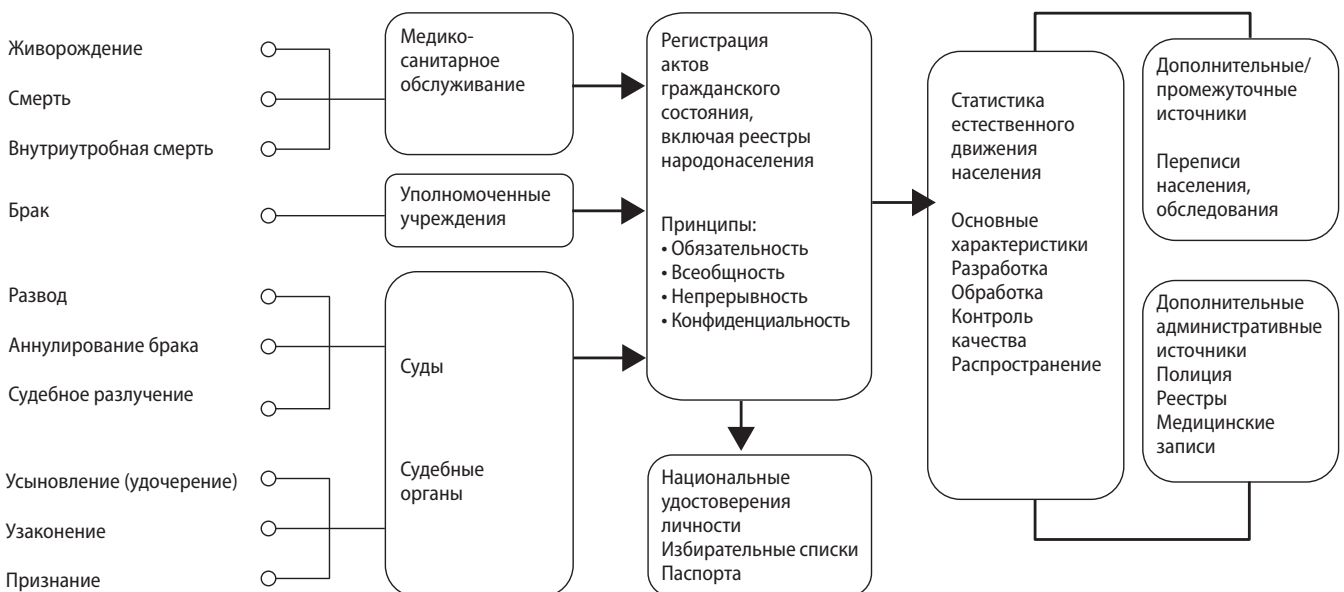 Живорождение
Смерть
Внутриутробная смерть
Брак
Развод
Аннулирование брака
Судебное разлучение
Усыновление (удочерение)
Узаконение
Признание
Медико-
санитарное
обслуживание
Уполномоченные
учреждения
Суды
Судебные
органы
Регистрация
актов
гражданского
состояния,
включая реестры
народонаселения
Принципы:
• Обязательность
• Всеобщность
• Непрерывность
• Конфиденциальность
Национальные
удостоверения
личности
Избирательные списки
Паспорта
Статистика
естественного
движения
населения
Основные
характеристики
Разработка
Обработка
Контроль
качества
Распространение
Дополнительные/
промежуточные
источники
Переписи
населения,
обследования
Дополнительные
административные
источники
Полиция
Реестры
Медицинские
записи